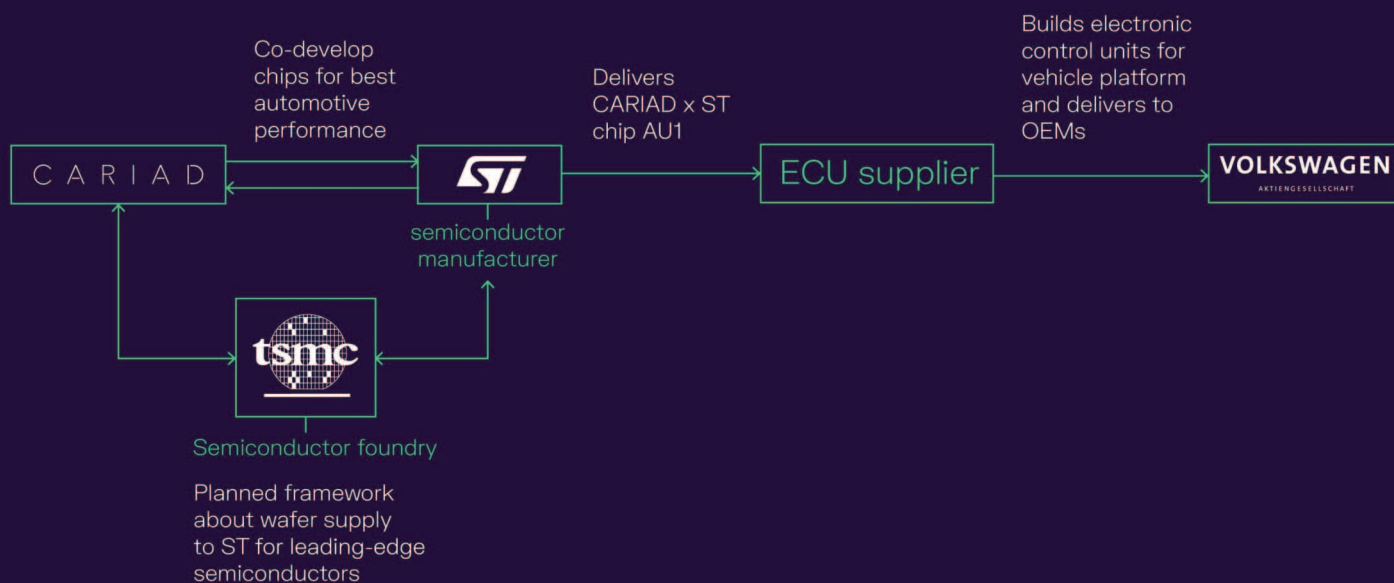 Co-develop
chips for best
automotive
performance
Delivers
CARIAD x ST
chip AU1
Builds electronic
control units for
vehicle platform
and delivers to
OEMs
CARIAD
ST
ECU supplier
VOLKSWAGEN
AKTIENGESELLSCHAFT
semiconductor
manufacturer
tsmc
Semiconductor foundry
Planned framework
about wafer supply
to ST for leading-edge
semiconductors